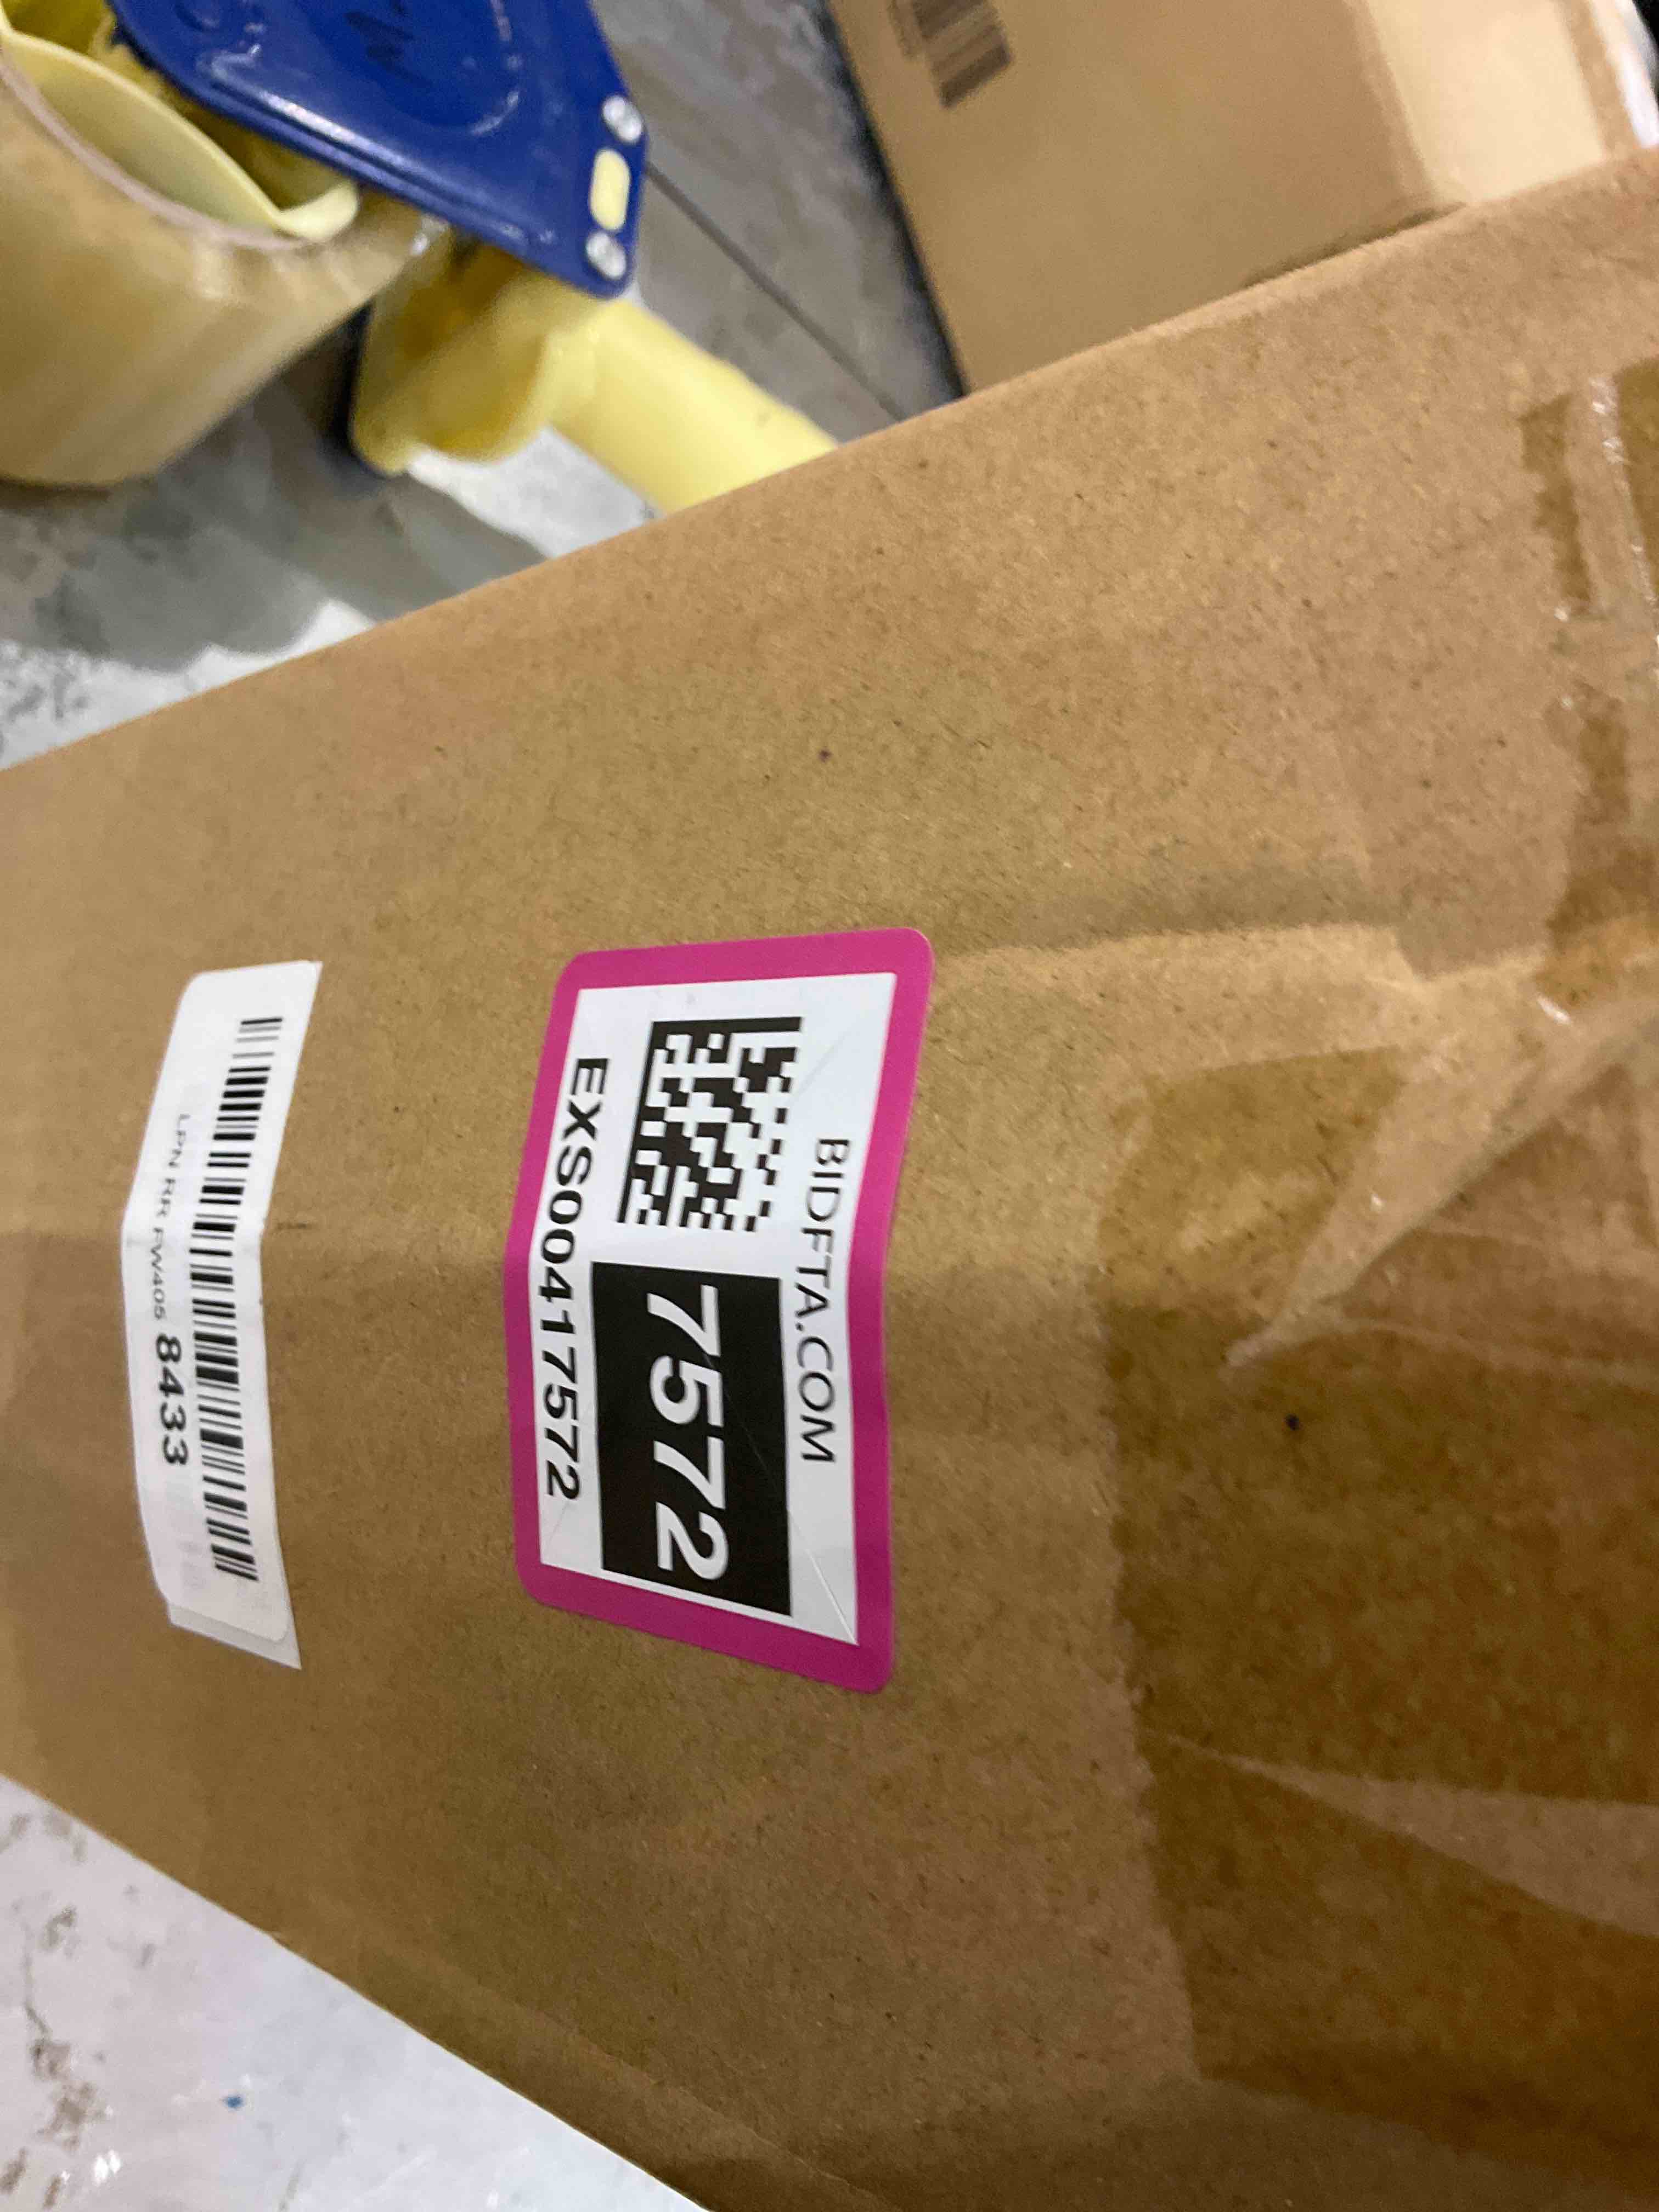 BIDFTA.COM
7572
EXS00417572
LPN RR FW405 8433